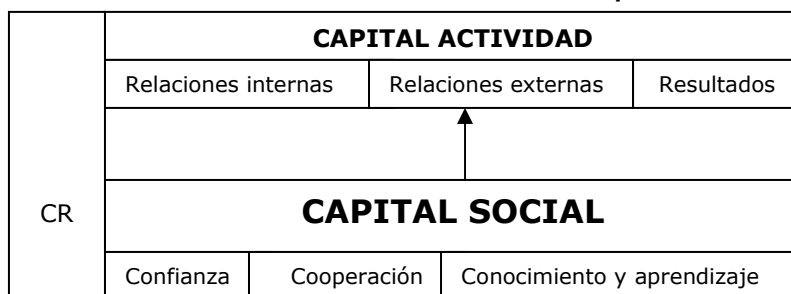 CAPITAL ACTIVIDAD
Relaciones internas Relaciones externas Resultados
CR CAPITAL SOCIAL
Confianza Cooperación Conocimiento y aprendizaje